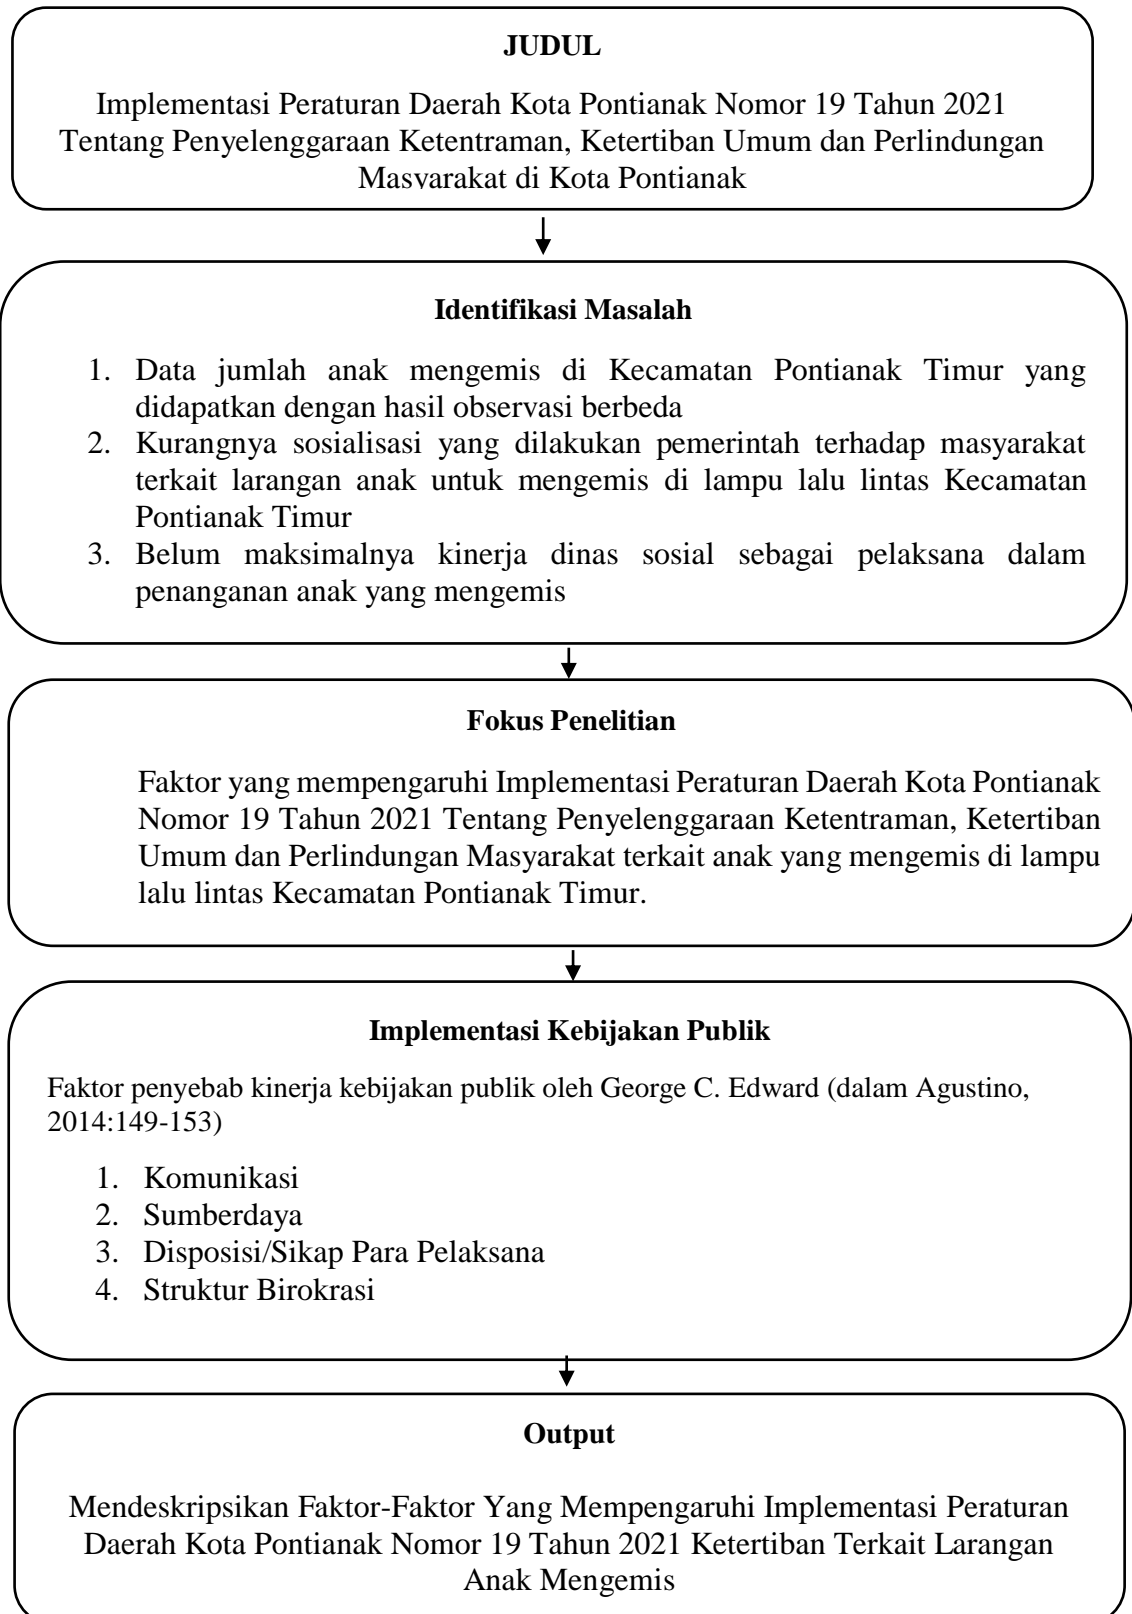 JUDUL
Implementasi Peraturan Daerah Kota Pontianak Nomor 19 Tahun 2021
Tentang Penyelenggaraan Ketentraman, Ketertiban Umum dan Perlindungan
Masyarakat di Kota Pontianak
Identifikasi Masalah
1. Data jumlah anak mengemis di Kecamatan Pontianak Timur yang
didapatkan dengan hasil observasi berbeda
2. Kurangnya sosialisasi yang dilakukan pemerintah terhadap masyarakat
terkait larangan anak untuk mengemis di lampu lalu lintas Kecamatan
Pontianak Timur
3. Belum maksimalnya kinerja dinas sosial sebagai pelaksana dalam
penanganan anak yang mengemis
Fokus Penelitian
Faktor yang mempengaruhi Implementasi Peraturan Daerah Kota Pontianak
Nomor 19 Tahun 2021 Tentang Penyelenggaraan Ketentraman, Ketertiban
Umum dan Perlindungan Masyarakat terkait anak yang mengemis di lampu
lalu lintas Kecamatan Pontianak Timur.
Implementasi Kebijakan Publik
Faktor penyebab kinerja kebijakan publik oleh George C. Edward (dalam Agustino,
2014:149-153)
1. Komunikasi
2. Sumberdaya
3. Disposisi/Sikap Para Pelaksana
4. Struktur Birokrasi
Output
Mendeskripsikan Faktor-Faktor Yang Mempengaruhi Implementasi Peraturan
Daerah Kota Pontianak Nomor 19 Tahun 2021 Ketertiban Terkait Larangan
Anak Mengemis